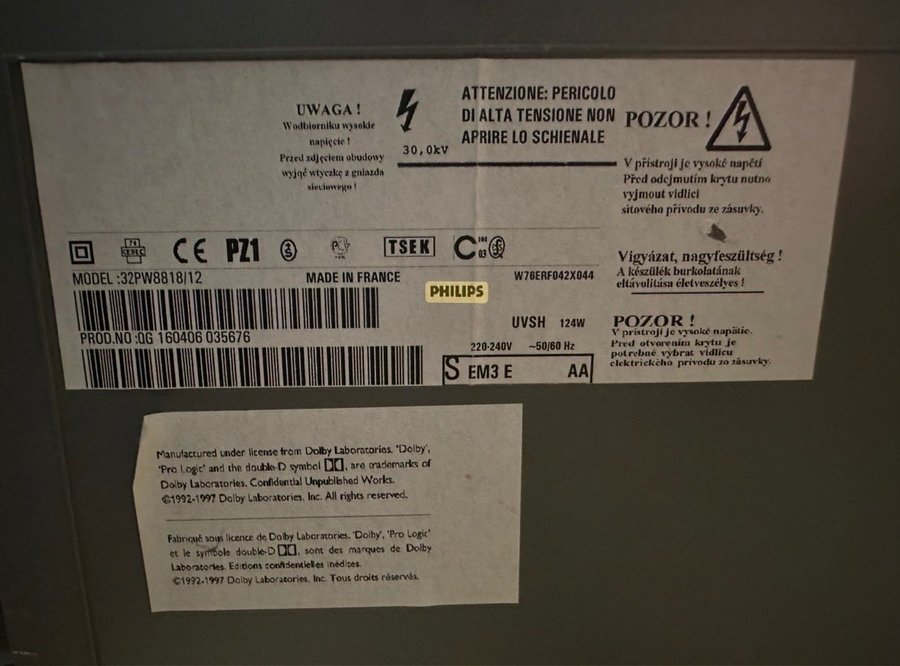 UWAGA !
Wodbiorniku wysokie
napięcie !
Przed zdjęciem obudowy
wyjąć wtyczkę z gniazda
sieciowego !
30,0kV
ATTENZIONE: PERICOLO
DI ALTA TENSIONE NON
APRIRE LO SCHIENALE
POZOR !
V přístroji je vysoké napětí
Před odejmutím krytu nutno
vyjmout vidlici
síťového přívodu ze zásuvky.
Vigyázat, nagyfeszültség !
A készülék burkolatának
eltávolítása életveszélyes !
POZOR !
V prístroji je vysoké napätie.
Pred otvorením krytu je
potrebné vybrat vidlicu
elektrického prívodu zo zásuvky.
CE PZ1 TSEK
MODEL :32PW8818/12 MADE IN FRANCE W76ERF042X044
PHILIPS
PROD.NO :QG 160406 035676
UVSH 124W
220-240V ~50/60 Hz
S EM3 E AA
Manufactured under license from Dolby Laboratories. 'Dolby',
'Pro Logic' and the double-D symbol, are trademarks of
Dolby Laboratories. Confidential Unpublished Works.
©1992-1997 Dolby Laboratories, Inc. All rights reserved.
Fabriqué sous licence de Dolby Laboratories. 'Dolby', 'Pro Logic'
et le symbole double-D, sont des marques de Dolby
Laboratories. Editions confidentielles inédites.
©1992-1997 Dolby Laboratories, Inc. Tous droits réservés.